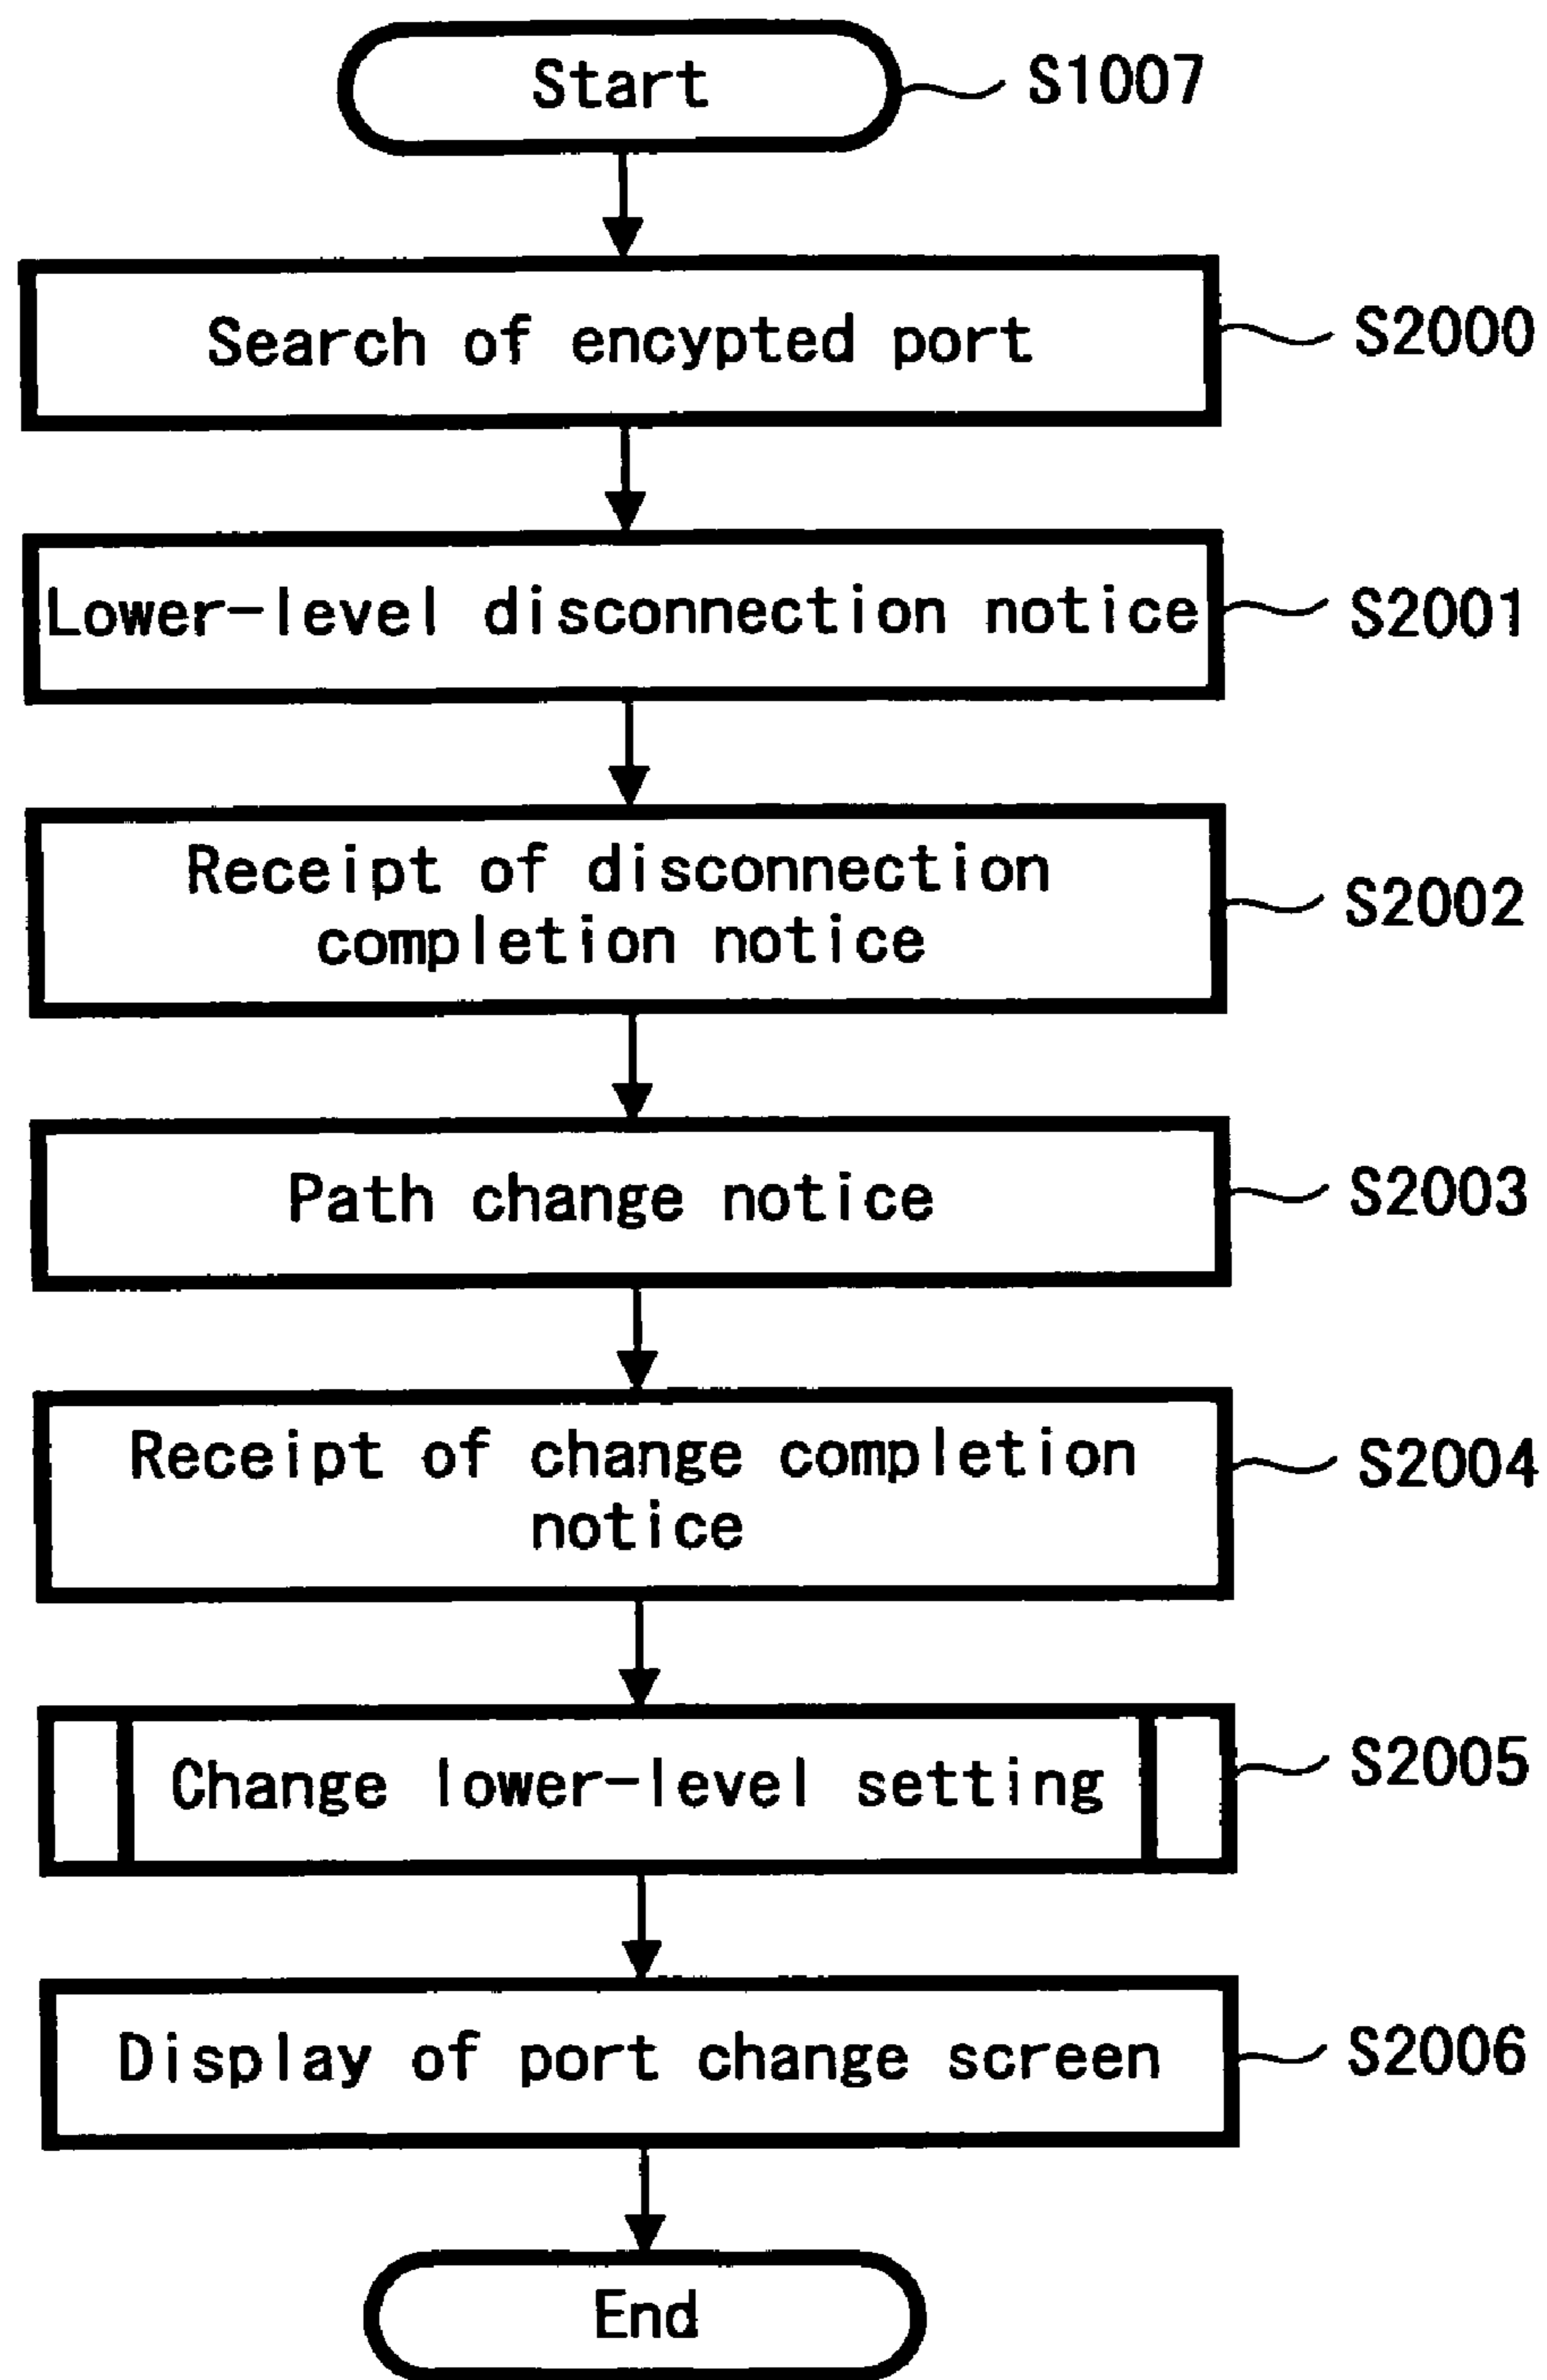 Start
S1007
Search of encypted port
S2000
Lower-level disconnection notice
S2001
Receipt of disconnection
completion notice
S2002
Path change notice
S2003
Receipt of change completion
notice
S2004
Change lower-level setting
S2005
Display of port change screen
S2006
End